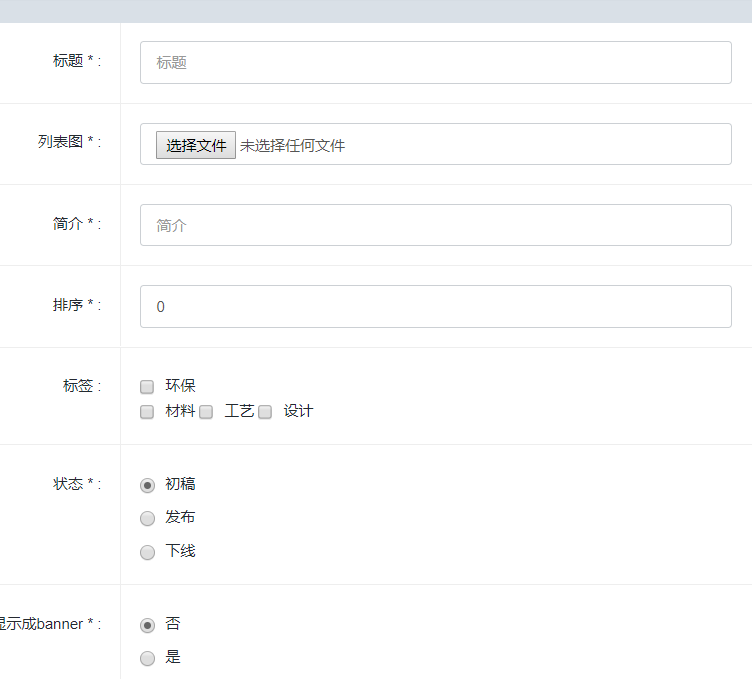 标题 * :
标题
列表图 * :
选择文件 未选择任何文件
简介 * :
简介
排序 * :
0
标签 :
环保
材料 工艺 设计
状态 * :
初稿
发布
下线
显示成banner * :
否
是